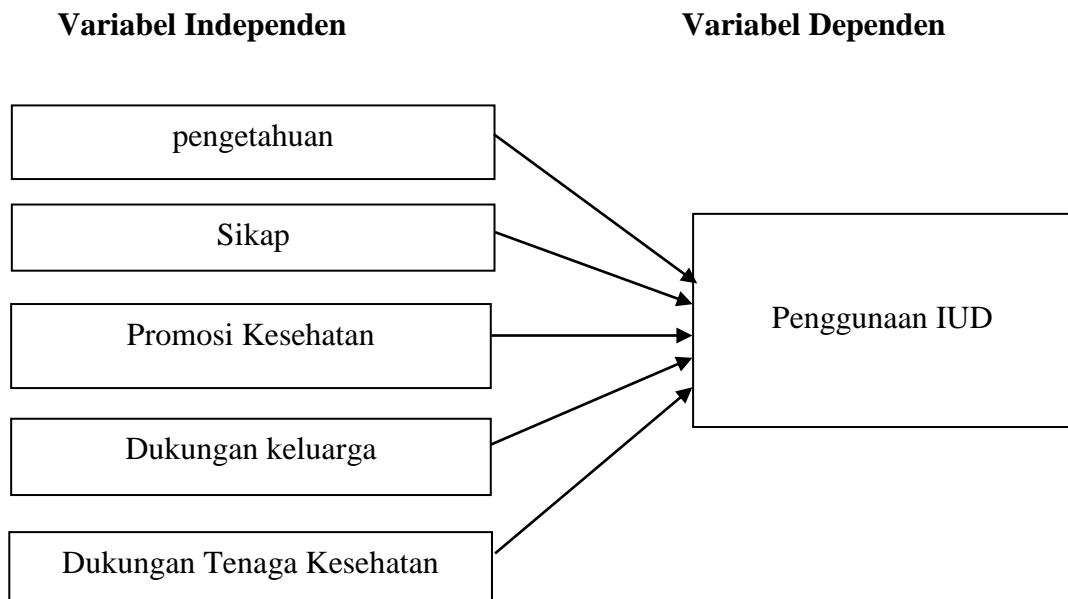 Variabel Independen
Variabel Dependen
pengetahuan
Sikap
Promosi Kesehatan
Dukungan keluarga
Dukungan Tenaga Kesehatan
Penggunaan IUD